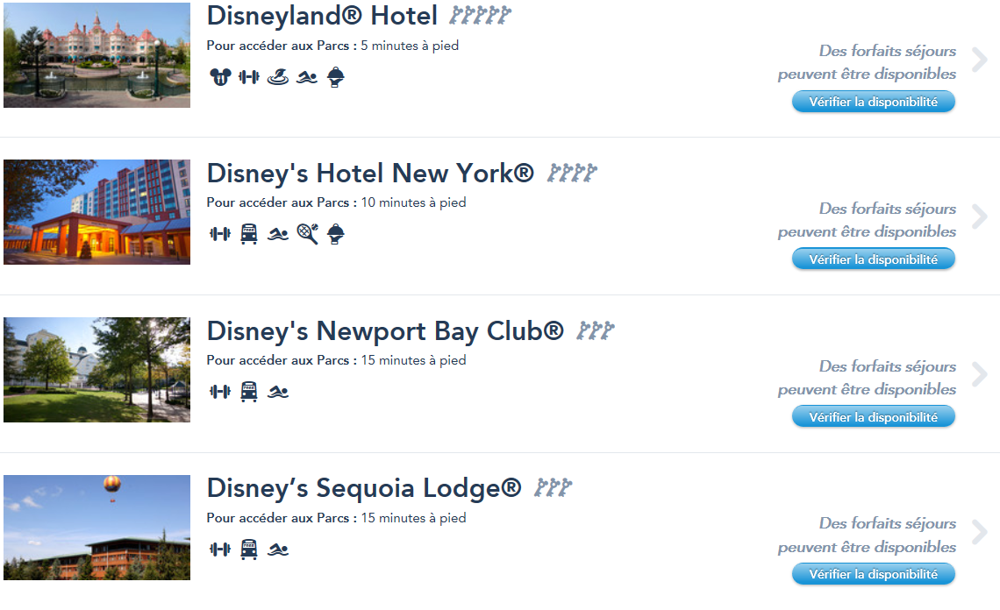 Disneyland® Hotel
Pour accéder aux Parcs : 5 minutes à pied
Des forfaits séjours
peuvent être disponibles
Vérifier la disponibilité
Disney's Hotel New York®
Pour accéder aux Parcs : 10 minutes à pied
FREE
Des forfaits séjours
peuvent être disponibles
Vérifier la disponibilité
Disney's Newport Bay Club®
Pour accéder aux Parcs : 15 minutes à pied
FREE
Des forfaits séjours
peuvent être disponibles
Vérifier la disponibilité
Disney’s Sequoia Lodge®
Pour accéder aux Parcs : 15 minutes à pied
FREE
Des forfaits séjours
peuvent être disponibles
Vérifier la disponibilité